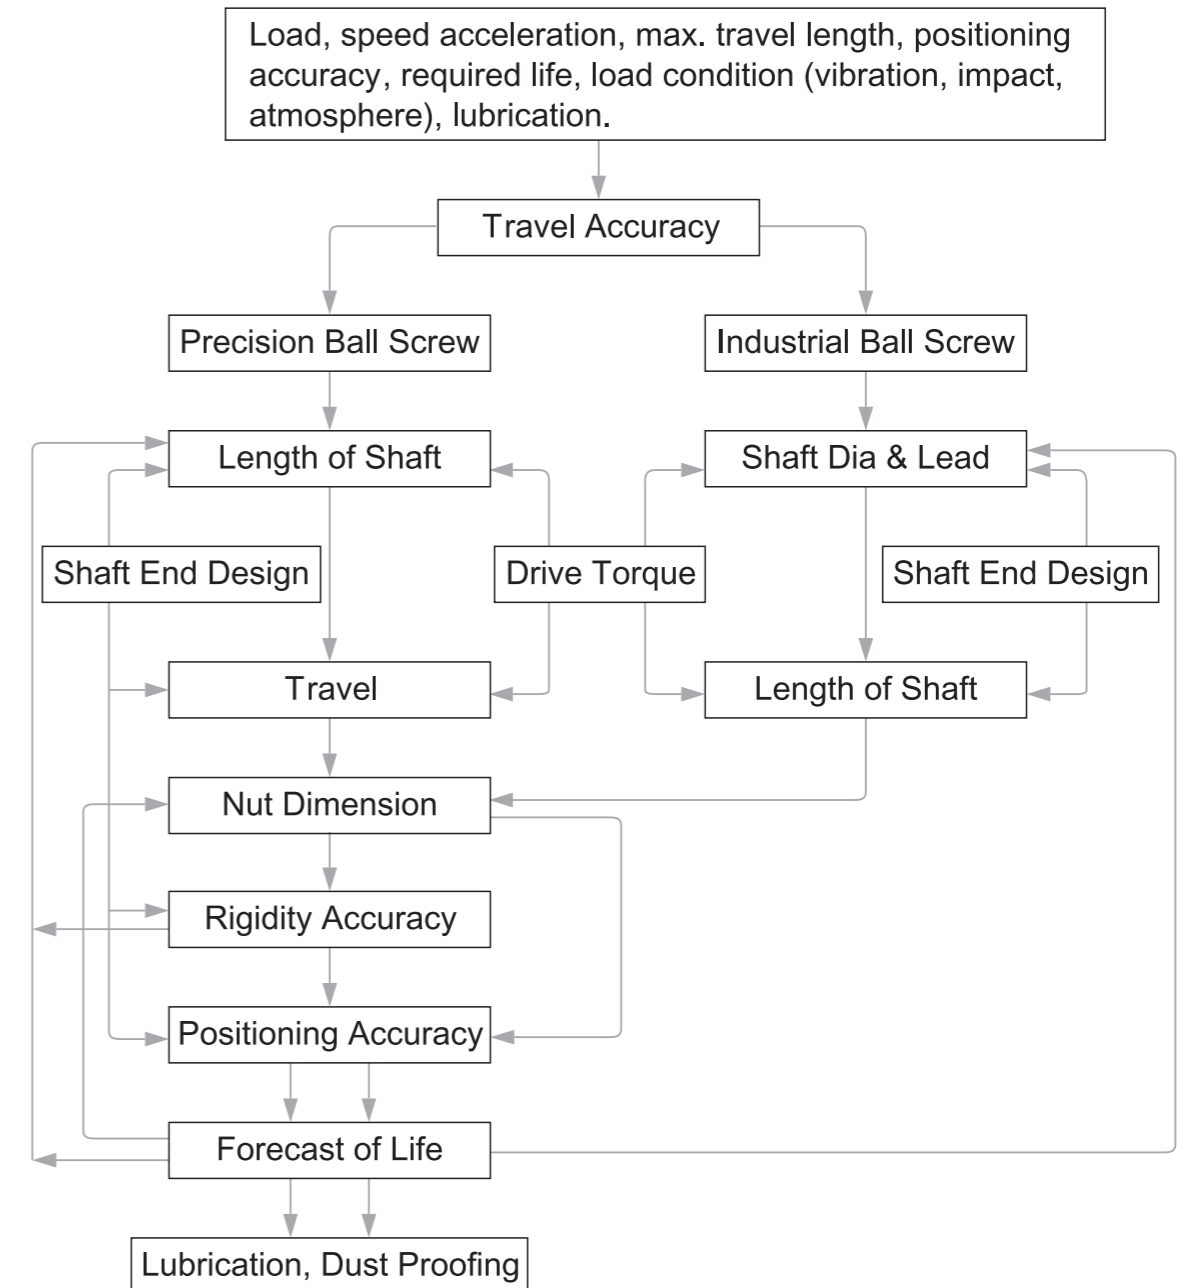 Load, speed acceleration, max. travel length, positioning
accuracy, required life, load condition (vibration, impact,
atmosphere), lubrication.
Travel Accuracy
Precision Ball Screw
Industrial Ball Screw
Length of Shaft
Shaft Dia & Lead
Shaft End Design
Drive Torque
Shaft End Design
Travel
Length of Shaft
Nut Dimension
Rigidity Accuracy
Positioning Accuracy
Forecast of Life
Lubrication, Dust Proofing